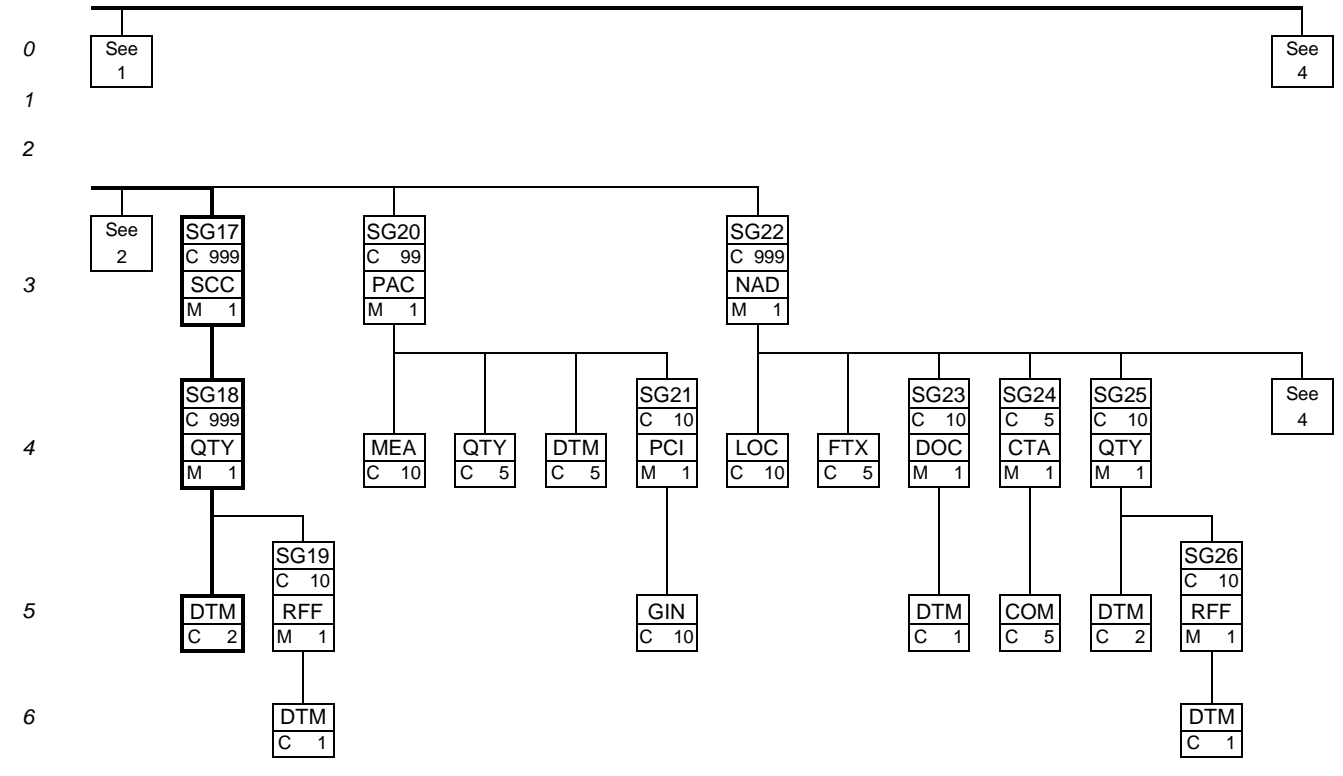 0
See
1
See
4
1
2
See
2
SG17
C 999
SCC
M 1
SG20
C 99
PAC
M 1
SG22
C 999
NAD
M 1
3
SG18
C 999
QTY
M 1
MEA
C 10
QTY
C 5
DTM
C 5
SG21
C 10
PCI
M 1
LOC
C 10
FTX
C 5
SG23
C 10
DOC
M 1
SG24
C 5
CTA
M 1
SG25
C 10
QTY
M 1
See
4
4
DTM
C 2
SG19
C 10
RFF
M 1
GIN
C 10
DTM
C 1
COM
C 5
DTM
C 2
SG26
C 10
RFF
M 1
5
6
DTM
C 1
DTM
C 1